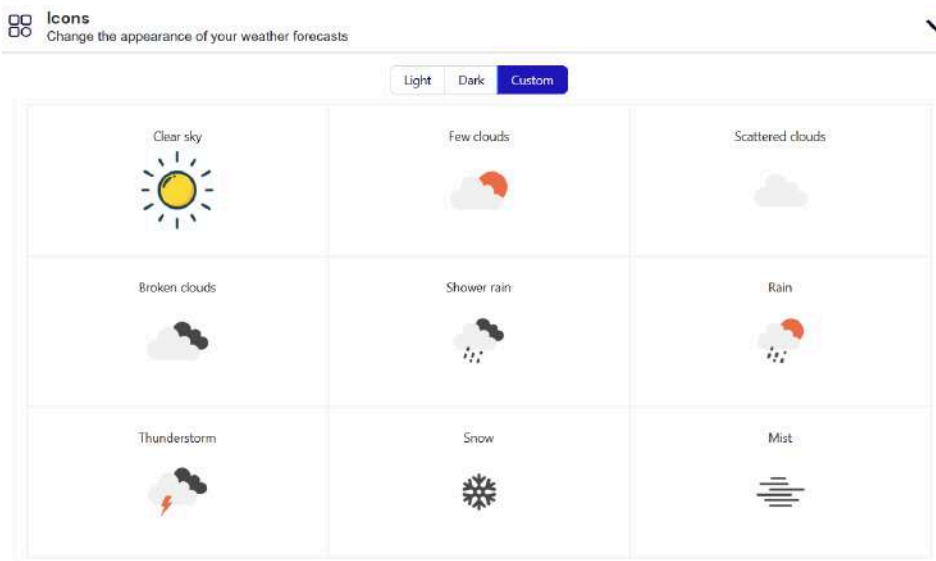 Icons
Change the appearance of your weather forecasts
Light Dark Custom
Clear sky Few clouds Scattered clouds
Broken clouds Shower rain Rain
Thunderstorm Snow Mist